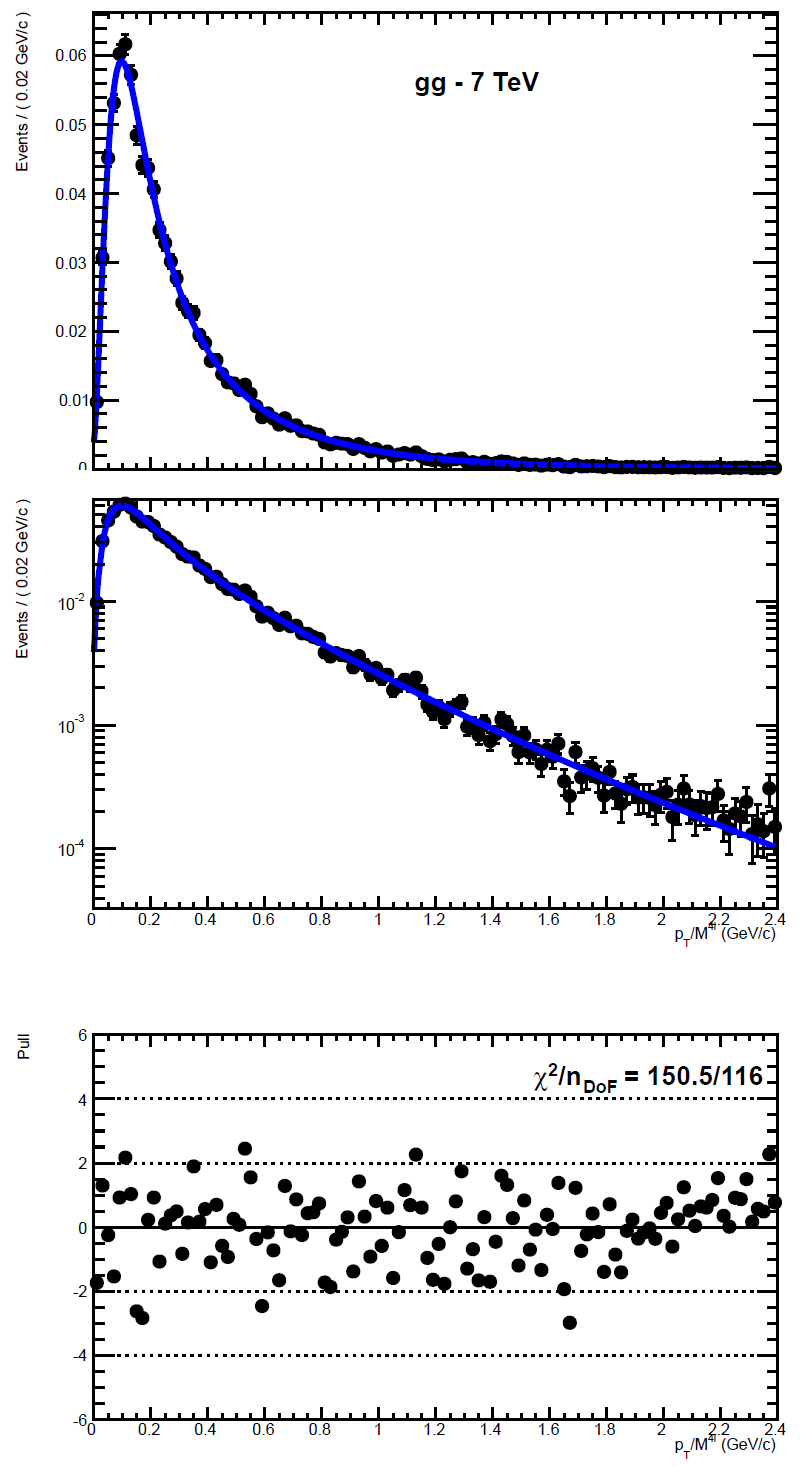 Events / ( 0.02 GeV/c )
gg - 7 TeV
0.06
0.05
0.04
0.03
0.02
0.01
0
Events / ( 0.02 GeV/c )
10⁻²
10⁻³
10⁻⁴
0 0.2 0.4 0.6 0.8 1 1.2 1.4 1.6 1.8 2 2.2 2.4
p_T/M^4l (GeV/c)
Pull
χ²/n_DoF = 150.5/116
6
4
2
0
-2
-4
-6
0 0.2 0.4 0.6 0.8 1 1.2 1.4 1.6 1.8 2 2.2 2.4
p_T/M^4l (GeV/c)